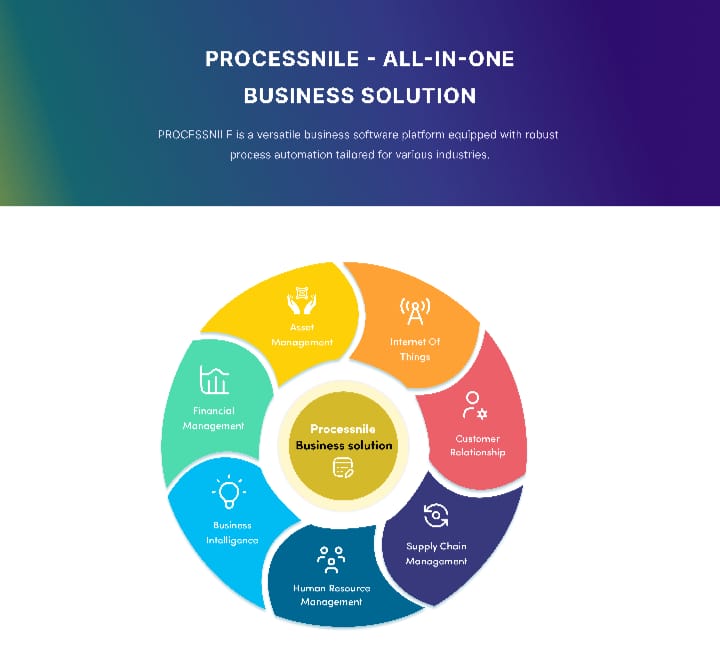 PROCESSNILE - ALL-IN-ONE
BUSINESS SOLUTION
PROCESSNILE is a versatile business software platform equipped with robust
process automation tailored for various industries.
Asset
Management
Internet Of
Things
Financial
Management
Customer
Relationship
Processnile
Business solution
Business
Intelligence
Supply Chain
Management
Human Resource
Management